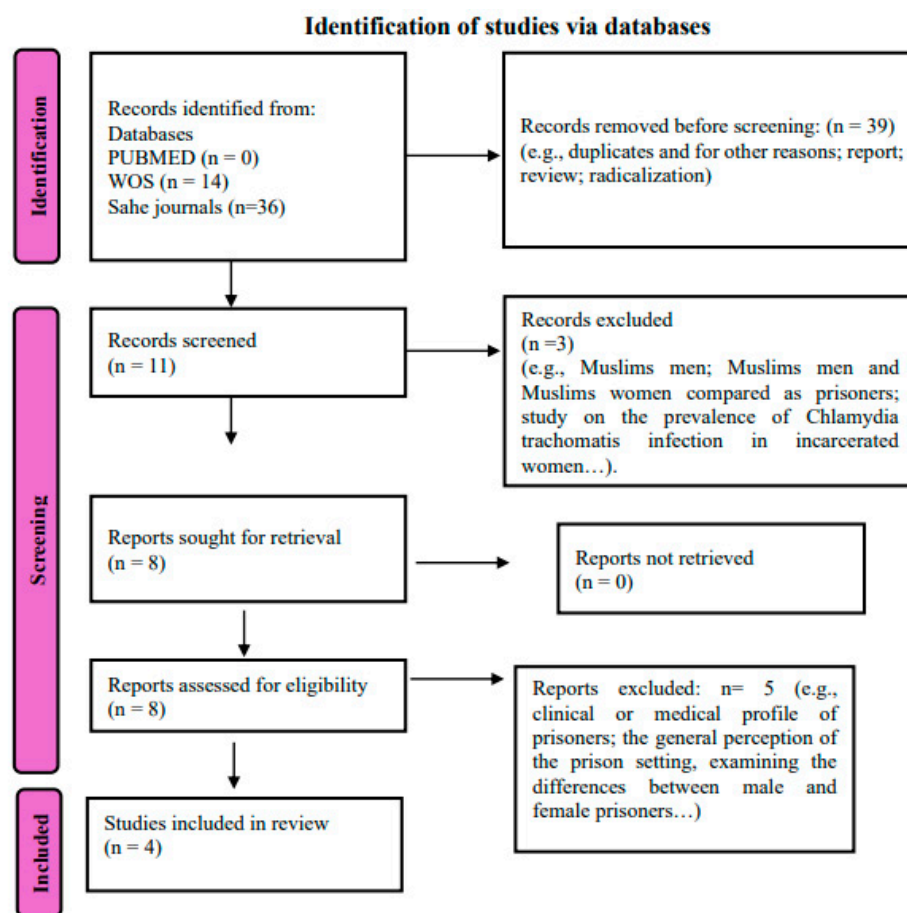 Identification of studies via databases
Identification
Records identified from:
Databases
PUBMED (n = 0)
WOS (n = 14)
Sahe journals (n=36)
Records removed before screening: (n = 39)
(e.g., duplicates and for other reasons; report;
review; radicalization)
Screening
Records screened
(n = 11)
Records excluded
(n =3)
(e.g., Muslims men; Muslims men and
Muslims women compared as prisoners;
study on the prevalence of Chlamydia
trachomatis infection in incarcerated
women…).
Reports sought for retrieval
(n = 8)
Reports not retrieved
(n = 0)
Reports assessed for eligibility
(n = 8)
Reports excluded: n= 5 (e.g.,
clinical or medical profile of
prisoners; the general perception of
the prison setting, examining the
differences between male and
female prisoners…)
Included
Studies included in review
(n = 4)